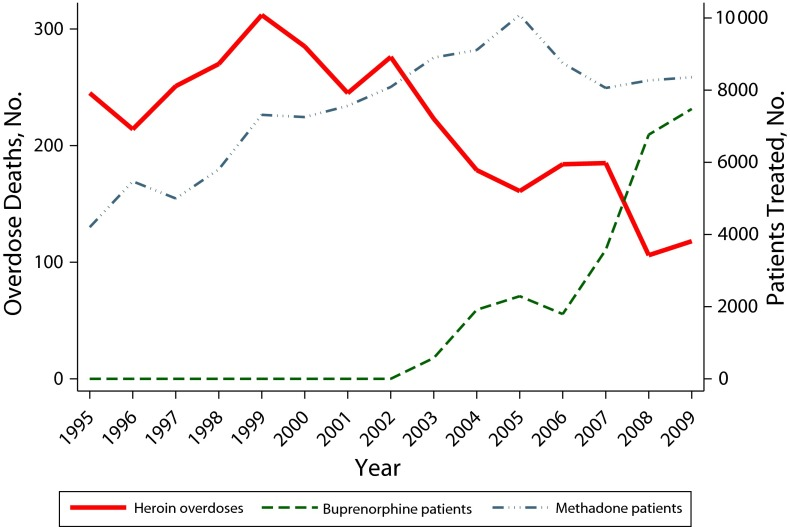 Overdose Deaths, No.
300
200
100
0
10 000
8000
6000
4000
2000
0
Patients Treated, No.
1995 1996 1997 1998 1999 2000 2001 2002 2003 2004 2005 2006 2007 2008 2009
Year
Heroin overdoses Buprenorphine patients Methadone patients